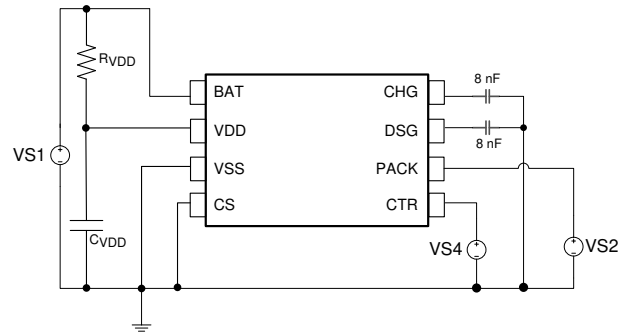 RVDD
VS1
CVDD
BAT
VDD
VSS
CS
CHG
DSG
PACK
CTR
8 nF
8 nF
VS4
VS2